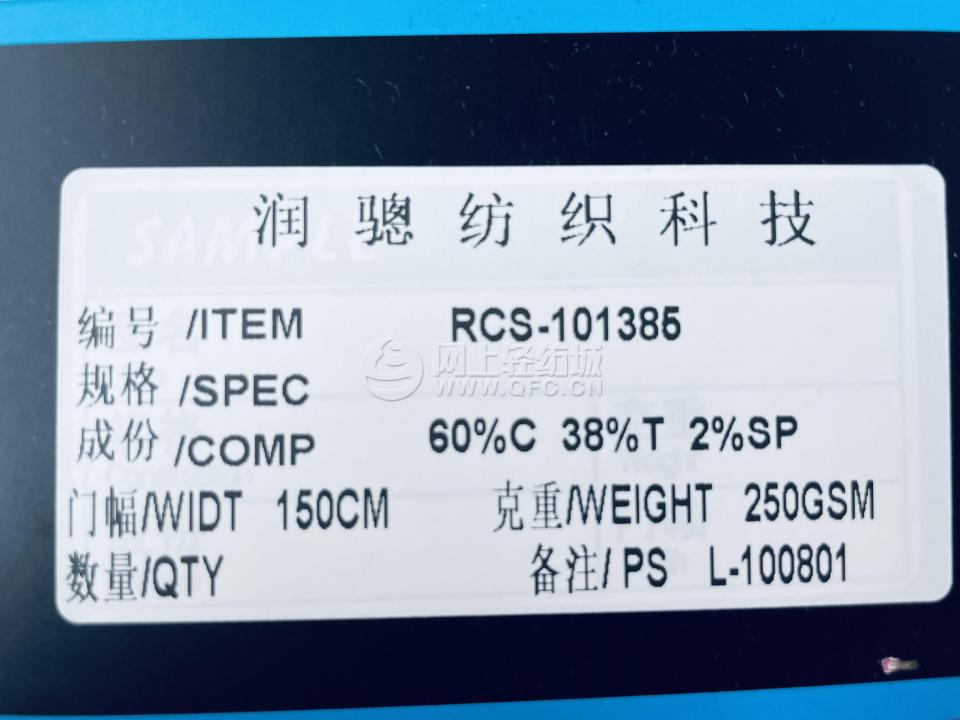 润骢纺织科技
SAMPLE
编号/ITEM RCS-101385
网上轻纺城
WWW.QFC.CN
规格/SPEC
成份/COMP 60%C 38%T 2%SP
门幅/WIDT 150CM 克重/WEIGHT 250GSM
数量/QTY 备注/PS L-100801